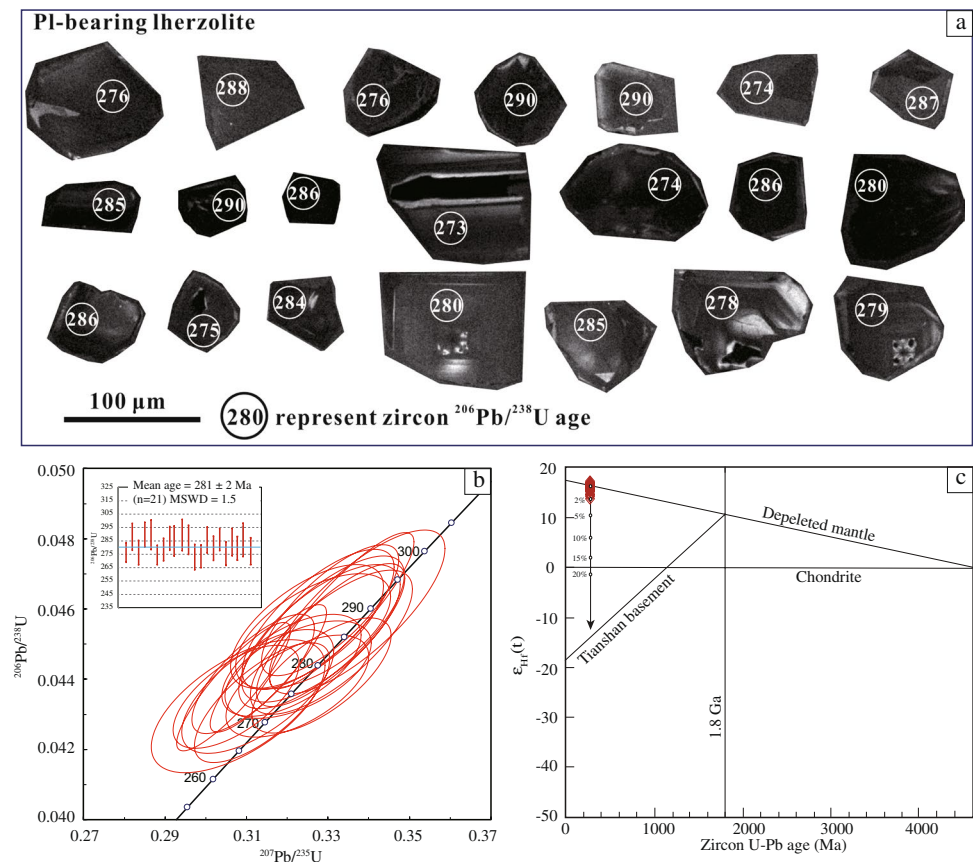 Pl-bearing lherzolite
a
276 288 276 290 290 274 287
285 290 286 273 274 286 280
286 275 284 280 285 278 279
100 µm
280 represent zircon ²⁰⁶Pb/²³⁸U age
b
0.050
0.048
0.046
0.044
0.042
0.040
²⁰⁶Pb/²³⁸U
Mean age = 281 ± 2 Ma
(n=21) MSWD = 1.5
325
315
305
295
285
275
265
255
245
235
²⁰⁶Pb/²³⁸U
300
290
280
270
260
0.27 0.29 0.31 0.33 0.35 0.37
²⁰⁷Pb/²³⁵U
c
20
10
0
-10
-20
-30
-40
-50
εHf(t)
2%
5%
10%
15%
20%
Depeleted mantle
Chondrite
Tianshan basement
1.8 Ga
0 1000 2000 3000 4000
Zircon U-Pb age (Ma)